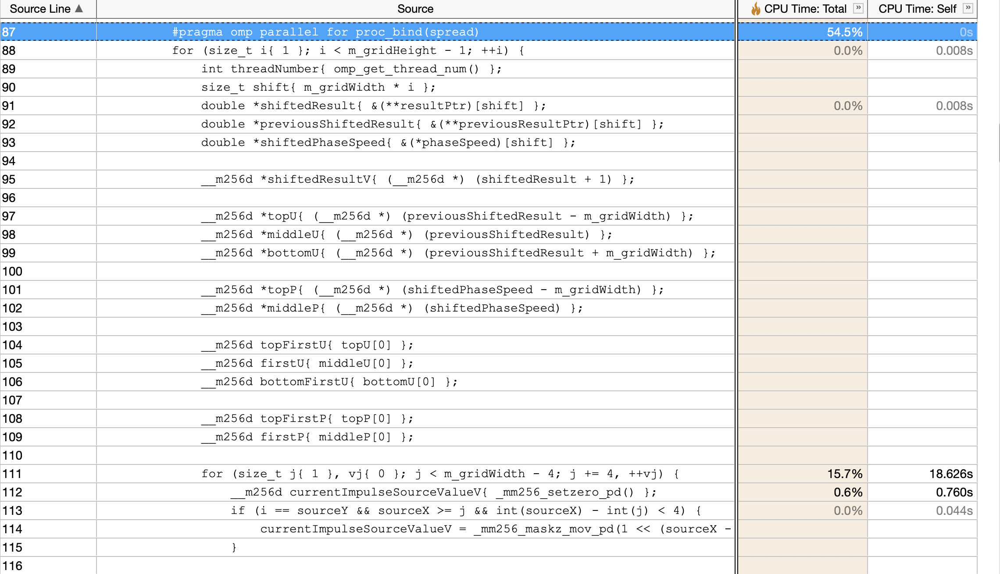 Source Line ▲ Source CPU Time: Total » CPU Time: Self »
87 #pragma omp parallel for proc_bind(spread) 54.5% 0s
88 for (size_t i{ 1 }; i < m_gridHeight - 1; ++i) { 0.0% 0.008s
89 int threadNumber{ omp_get_thread_num() };
90 size_t shift{ m_gridWidth * i };
91 double *shiftedResult{ &(**resultPtr)[shift] }; 0.0% 0.008s
92 double *previousShiftedResult{ &(**previousResultPtr)[shift] };
93 double *shiftedPhaseSpeed{ &(*phaseSpeed)[shift] };
94
95 __m256d *shiftedResultV{ (__m256d *) (shiftedResult + 1) };
96
97 __m256d *topU{ (__m256d *) (previousShiftedResult - m_gridWidth) };
98 __m256d *middleU{ (__m256d *) (previousShiftedResult) };
99 __m256d *bottomU{ (__m256d *) (previousShiftedResult + m_gridWidth) };
100
101 __m256d *topP{ (__m256d *) (shiftedPhaseSpeed - m_gridWidth) };
102 __m256d *middleP{ (__m256d *) (shiftedPhaseSpeed) };
103
104 __m256d topFirstU{ topU[0] };
105 __m256d firstU{ middleU[0] };
106 __m256d bottomFirstU{ bottomU[0] };
107
108 __m256d topFirstP{ topP[0] };
109 __m256d firstP{ middleP[0] };
110
111 for (size_t j{ 1 }, vj{ 0 }; j < m_gridWidth - 4; j += 4, ++vj) { 15.7% 18.626s
112 __m256d currentImpulseSourceValueV{ _mm256_setzero_pd() }; 0.6% 0.760s
113 if (i == sourceY && sourceX >= j && int(sourceX) - int(j) < 4) { 0.0% 0.044s
114 currentImpulseSourceValueV = _mm256_maskz_mov_pd(1 << (sourceX -
115 }
116